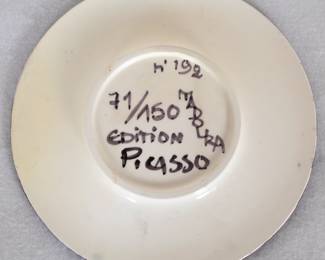 N° 192
71/150
MADOURA
EDITION
PICASSO